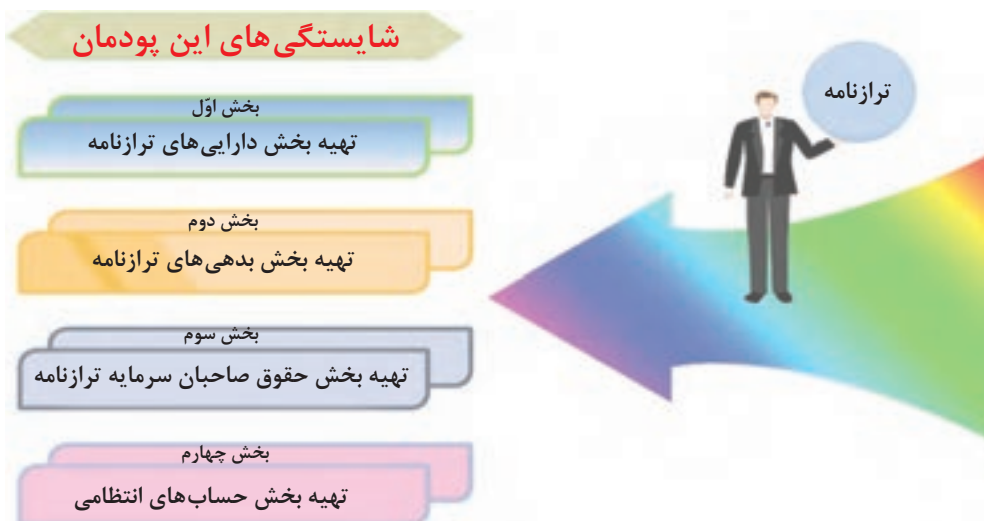 شایستگی‌های این پودمان
ترازنامه
بخش اوّل
تهیه بخش دارایی‌های ترازنامه
بخش دوم
تهیه بخش بدهی‌های ترازنامه
بخش سوم
تهیه بخش حقوق صاحبان سرمایه ترازنامه
بخش چهارم
تهیه بخش حساب‌های انتظامی